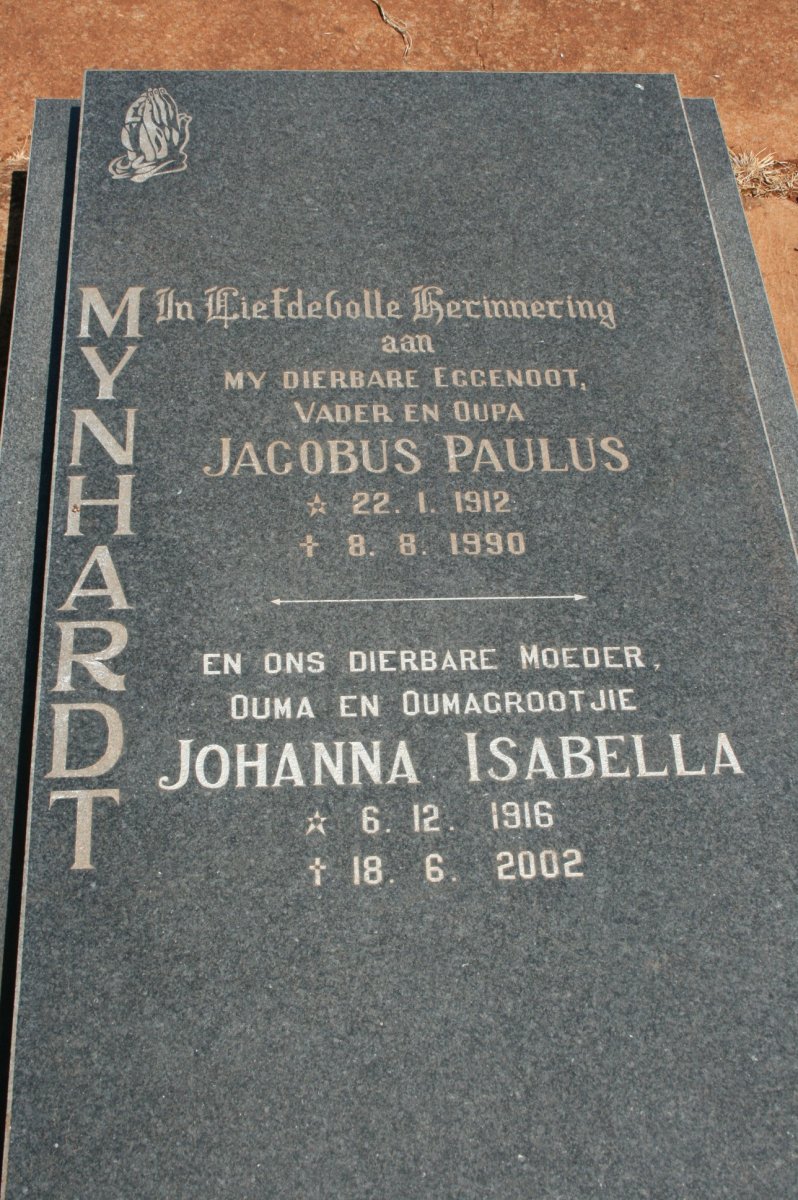 MYNHARDT
In Liefdevolle Herinnering
aan
MY DIERBARE EGGENOOT,
VADER EN OUPA
JACOBUS PAULUS
☆ 22. 1. 1912
✝ 8. 8. 1990
EN ONS DIERBARE MOEDER,
OUMA EN OUMAGROOTJIE
JOHANNA ISABELLA
☆ 6. 12. 1916
✝ 18. 6. 2002